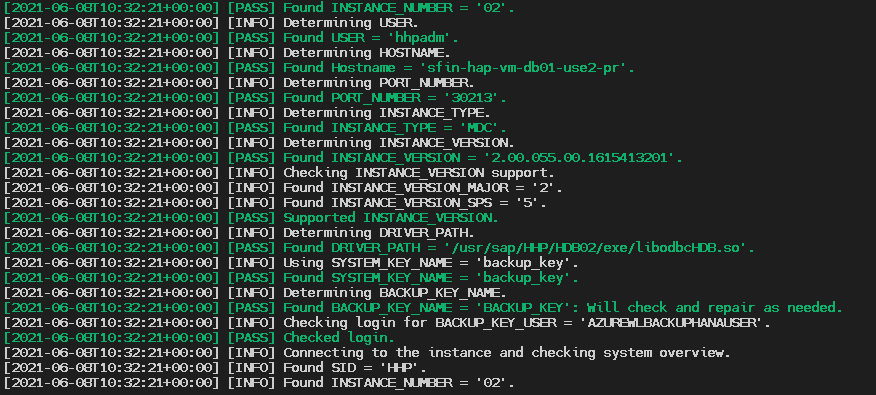 [2021-06-08T10:32:21+00:00] [PASS] Found INSTANCE_NUMBER = '02'.
[2021-06-08T10:32:21+00:00] [INFO] Determining USER.
[2021-06-08T10:32:21+00:00] [PASS] Found USER = 'hhpadm'.
[2021-06-08T10:32:21+00:00] [INFO] Determining HOSTNAME.
[2021-06-08T10:32:21+00:00] [PASS] Found Hostname = 'sfin-hap-vm-db01-use2-pr'.
[2021-06-08T10:32:21+00:00] [INFO] Determining PORT_NUMBER.
[2021-06-08T10:32:21+00:00] [PASS] Found PORT_NUMBER = '30213'.
[2021-06-08T10:32:21+00:00] [INFO] Determining INSTANCE_TYPE.
[2021-06-08T10:32:21+00:00] [PASS] Found INSTANCE_TYPE = 'MDC'.
[2021-06-08T10:32:21+00:00] [INFO] Determining INSTANCE_VERSION.
[2021-06-08T10:32:21+00:00] [PASS] Found INSTANCE_VERSION = '2.00.055.00.1615413201'.
[2021-06-08T10:32:21+00:00] [INFO] Checking INSTANCE_VERSION support.
[2021-06-08T10:32:21+00:00] [INFO] Found INSTANCE_VERSION_MAJOR = '2'.
[2021-06-08T10:32:21+00:00] [INFO] Found INSTANCE_VERSION_SPS = '5'.
[2021-06-08T10:32:21+00:00] [PASS] Supported INSTANCE_VERSION.
[2021-06-08T10:32:21+00:00] [INFO] Determining DRIVER_PATH.
[2021-06-08T10:32:21+00:00] [PASS] Found DRIVER_PATH = '/usr/sap/HHP/HDB02/exe/libodbcHDB.so'.
[2021-06-08T10:32:21+00:00] [INFO] Using SYSTEM_KEY_NAME = 'backup_key'.
[2021-06-08T10:32:21+00:00] [PASS] Found SYSTEM_KEY_NAME = 'backup_key'.
[2021-06-08T10:32:21+00:00] [INFO] Determining BACKUP_KEY_NAME.
[2021-06-08T10:32:21+00:00] [PASS] Found BACKUP_KEY_NAME = 'BACKUP_KEY': Will check and repair as needed.
[2021-06-08T10:32:21+00:00] [INFO] Checking login for BACKUP_KEY_USER = 'AZUREWLBACKUPHANAUSER'.
[2021-06-08T10:32:21+00:00] [PASS] Checked login.
[2021-06-08T10:32:21+00:00] [INFO] Connecting to the instance and checking system overview.
[2021-06-08T10:32:21+00:00] [INFO] Found SID = 'HHP'.
[2021-06-08T10:32:21+00:00] [INFO] Found INSTANCE_NUMBER = '02'.